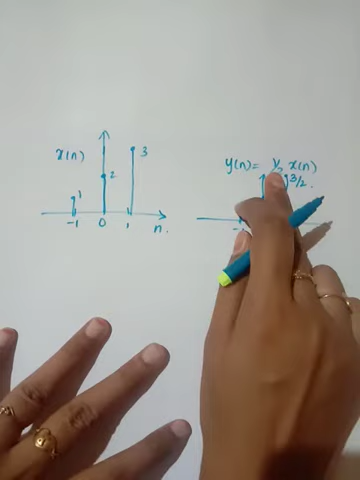 x(n)
1
2
3
-1 0 1 n.
y(n) = 1/2 x(n)
3/2.